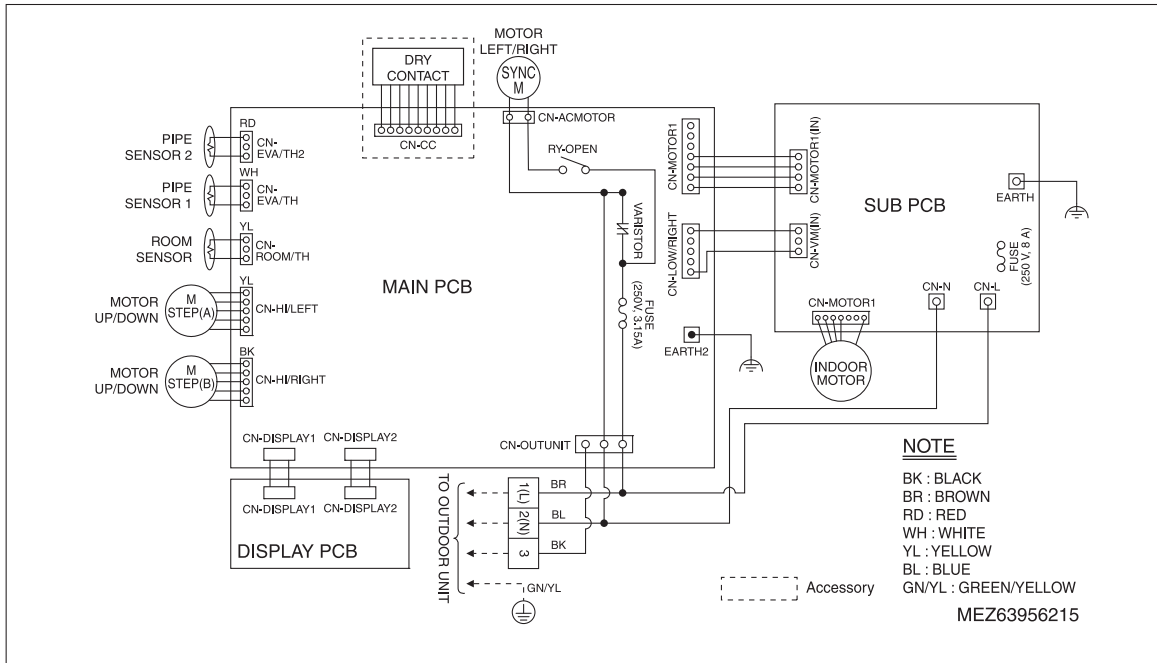 MOTOR
LEFT/RIGHT
DRY
CONTACT
SYNC
M
CN-CC
CN-ACMOTOR
RY-OPEN
VARISTOR
FUSE
(250V, 3.15A)
PIPE
SENSOR 2
RD
CN-
EVA/TH2
PIPE
SENSOR 1
WH
CN-
EVA/TH
ROOM
SENSOR
YL
CN-
ROOM/TH
MOTOR
UP/DOWN
M
STEP(A)
YL
CN-HI/LEFT
MOTOR
UP/DOWN
M
STEP(B)
BK
CN-HI/RIGHT
MAIN PCB
CN-MOTOR1
CN-LOW/RIGHT
EARTH2
CN-MOTOR1(IN)
CN-VM(IN)
SUB PCB
EARTH
FUSE
(250 V, 8 A)
CN-N
CN-L
CN-MOTOR1
INDOOR
MOTOR
CN-OUTUNIT
CN-DISPLAY1
CN-DISPLAY2
CN-DISPLAY1
CN-DISPLAY2
DISPLAY PCB
TO OUTDOOR UNIT
1(L)
BR
2(N)
BL
3
BK
GN/YL
Accessory
NOTE
BK : BLACK
BR : BROWN
RD : RED
WH : WHITE
YL : YELLOW
BL : BLUE
GN/YL : GREEN/YELLOW
MEZ63956215